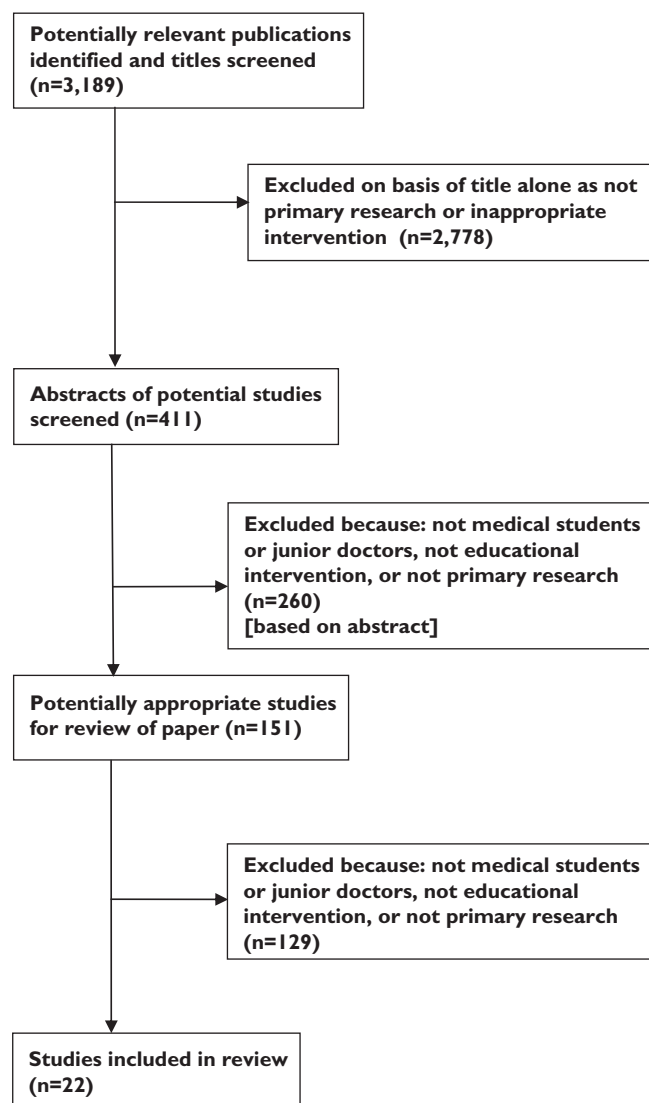 Potentially relevant publications
identified and titles screened
(n=3,189)
Excluded on basis of title alone as not
primary research or inappropriate
intervention (n=2,778)
Abstracts of potential studies
screened (n=411)
Excluded because: not medical students
or junior doctors, not educational
intervention, or not primary research
(n=260)
[based on abstract]
Potentially appropriate studies
for review of paper (n=151)
Excluded because: not medical students
or junior doctors, not educational
intervention, or not primary research
(n=129)
Studies included in review
(n=22)